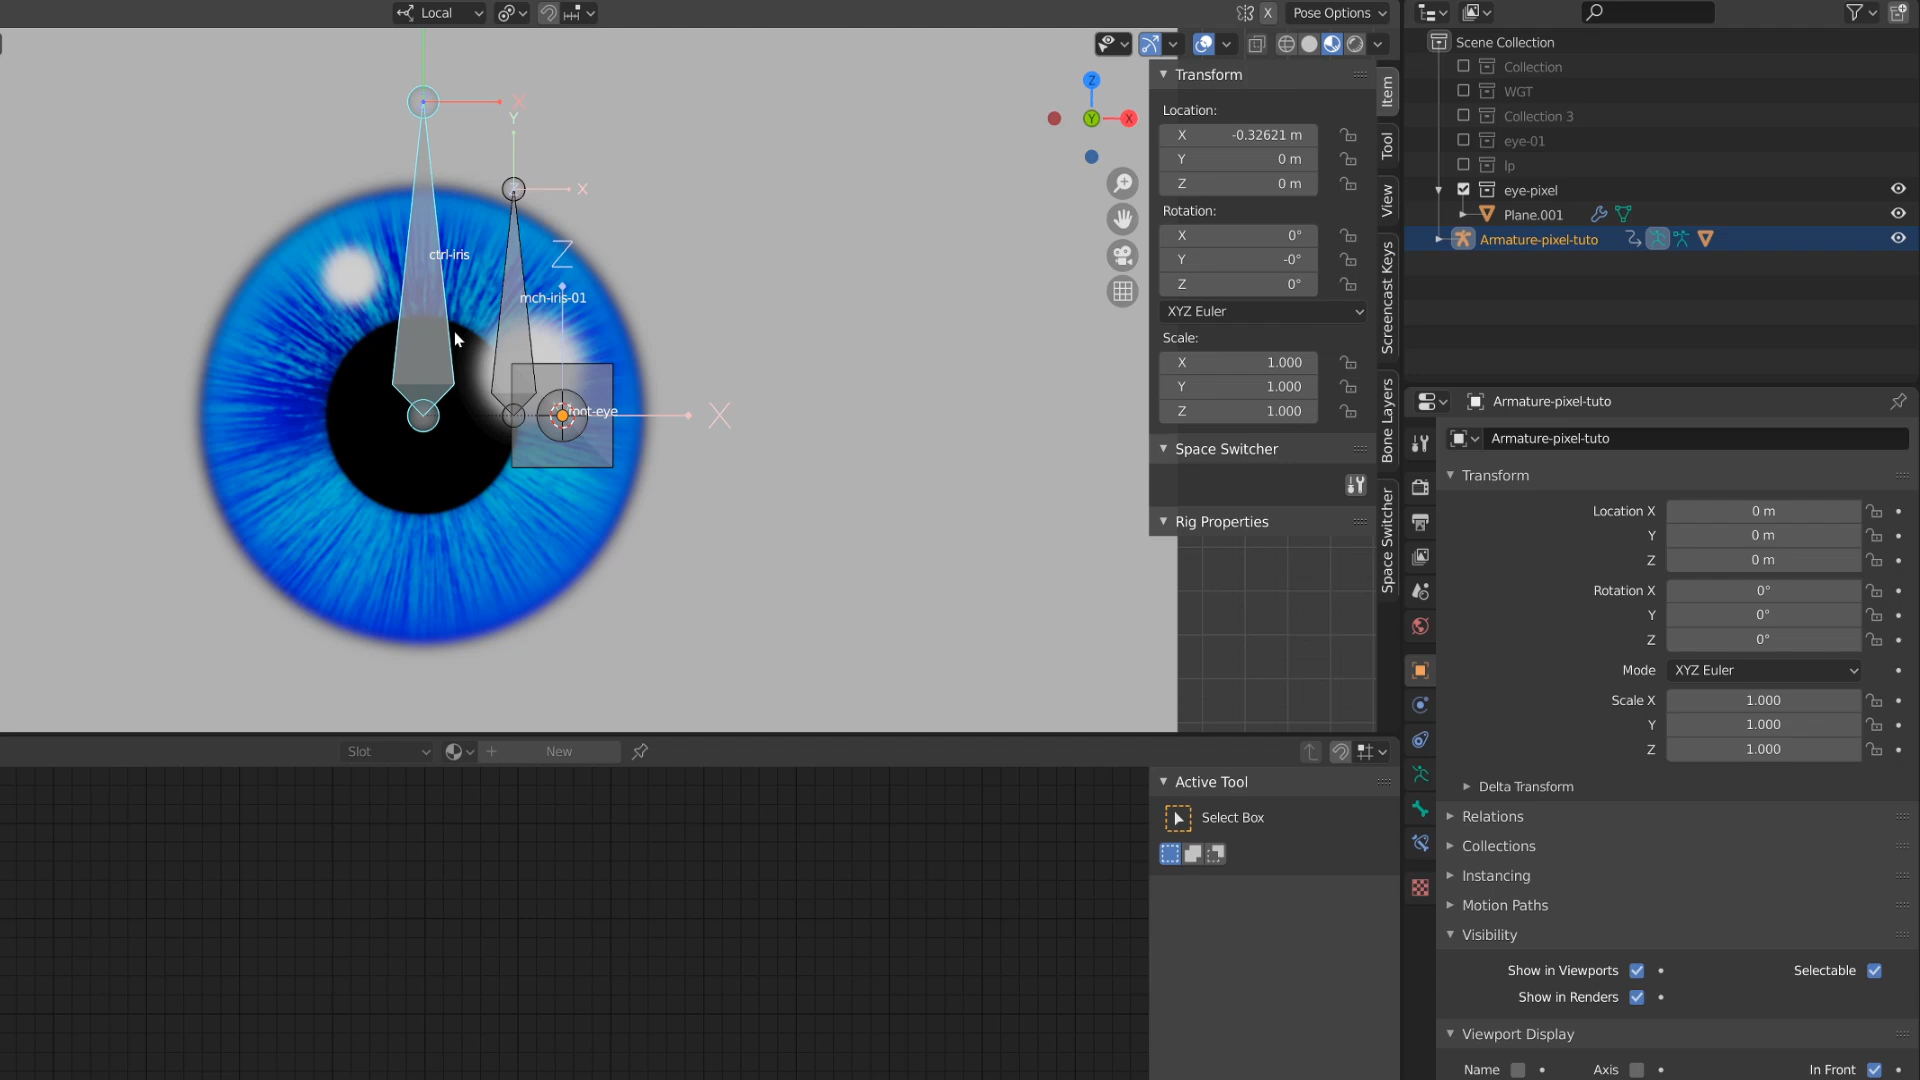 Local
X
Pose Options
Scene Collection
Collection
WGT
Collection 3
eye-01
lp
eye-pixel
Plane.001
Armature-pixel-tuto
X
Y
X
ctrl-iris
mch-iris-01
Z
root-eye
X
Z
Y
X
Transform
Location:
X -0.32621 m
Y 0 m
Z 0 m
Rotation:
X 0°
Y -0°
Z 0°
XYZ Euler
Scale:
X 1.000
Y 1.000
Z 1.000
Space Switcher
Rig Properties
Item
Tool
View
Screencast Keys
Bone Layers
Space Switcher
Armature-pixel-tuto
Armature-pixel-tuto
Transform
Location X 0 m
Y 0 m
Z 0 m
Rotation X 0°
Y 0°
Z 0°
Mode XYZ Euler
Scale X 1.000
Y 1.000
Z 1.000
Delta Transform
Relations
Collections
Instancing
Motion Paths
Visibility
Show in Viewports
Selectable
Show in Renders
Viewport Display
Name
Axis
In Front
Slot
New
Active Tool
Select Box